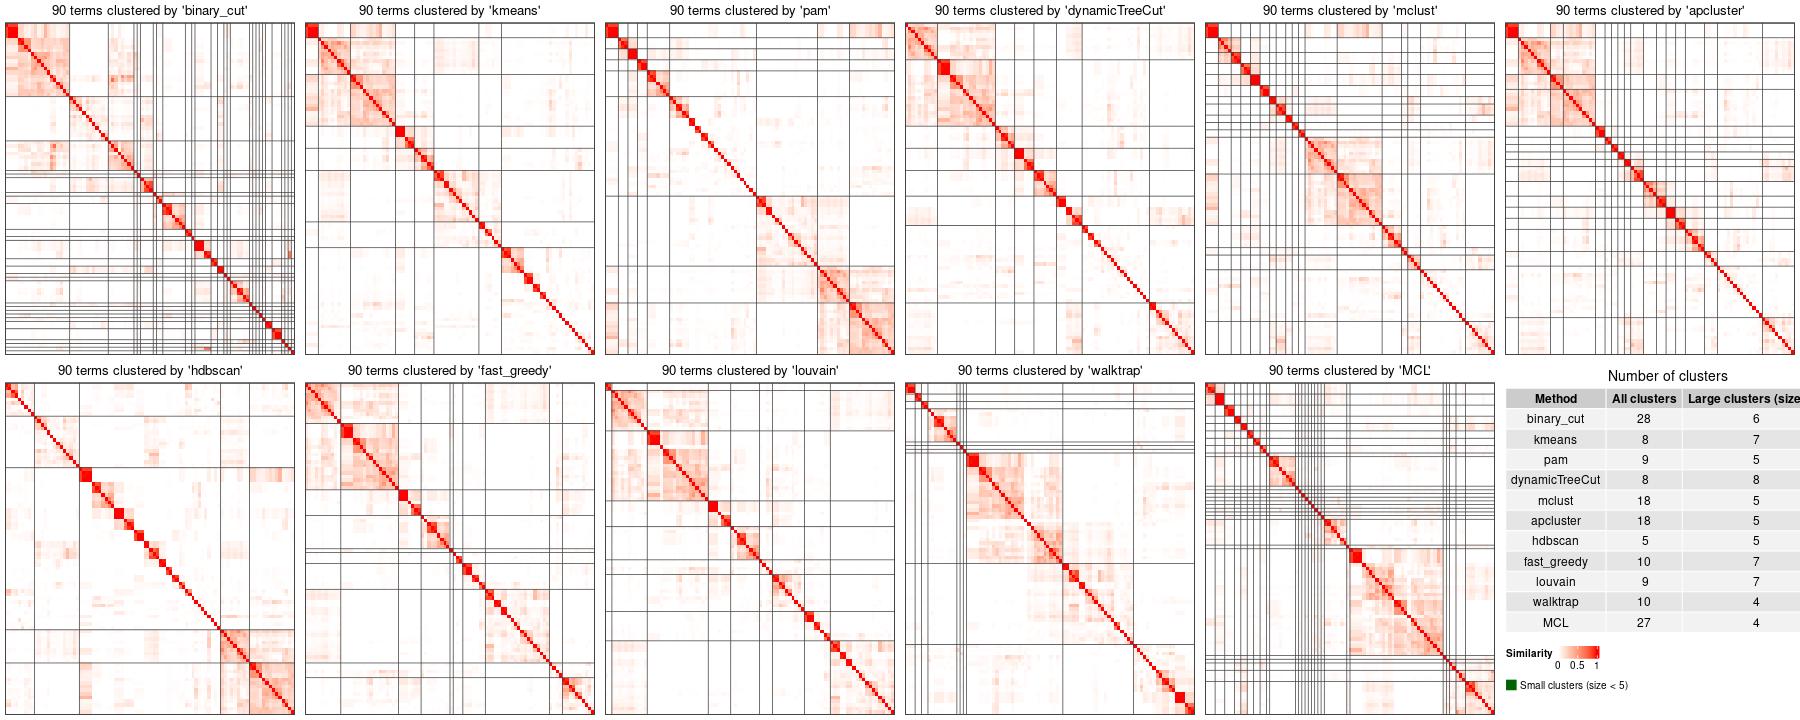 90 terms clustered by 'binary_cut'
90 terms clustered by 'kmeans'
90 terms clustered by 'pam'
90 terms clustered by 'dynamicTreeCut'
90 terms clustered by 'mclust'
90 terms clustered by 'apcluster'
90 terms clustered by 'hdbscan'
90 terms clustered by 'fast_greedy'
90 terms clustered by 'louvain'
90 terms clustered by 'walktrap'
90 terms clustered by 'MCL'
Number of clusters
Method All clusters Large clusters (size
binary_cut 28 6
kmeans 8 7
pam 9 5
dynamicTreeCut 8 8
mclust 18 5
apcluster 18 5
hdbscan 5 5
fast_greedy 10 7
louvain 9 7
walktrap 10 4
MCL 27 4
Similarity
0 0.5 1
Small clusters (size < 5)